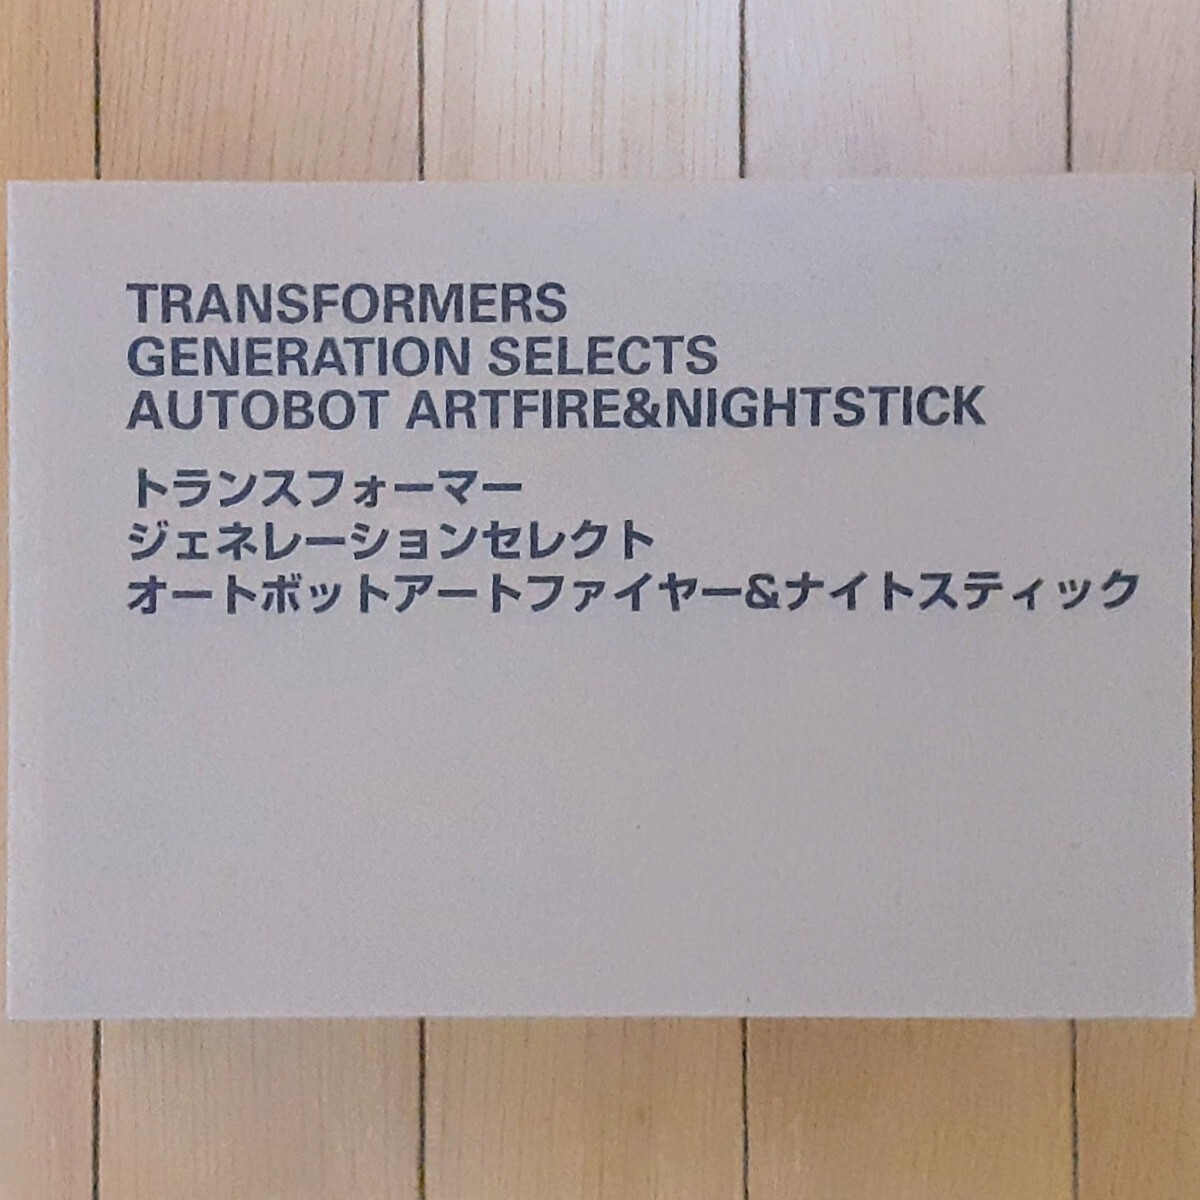 TRANSFORMERS
GENERATION SELECTS
AUTOBOT ARTFIRE&NIGHTSTICK
トランスフォーマー
ジェネレーションセレクト
オートボットアートファイヤー&ナイトスティック